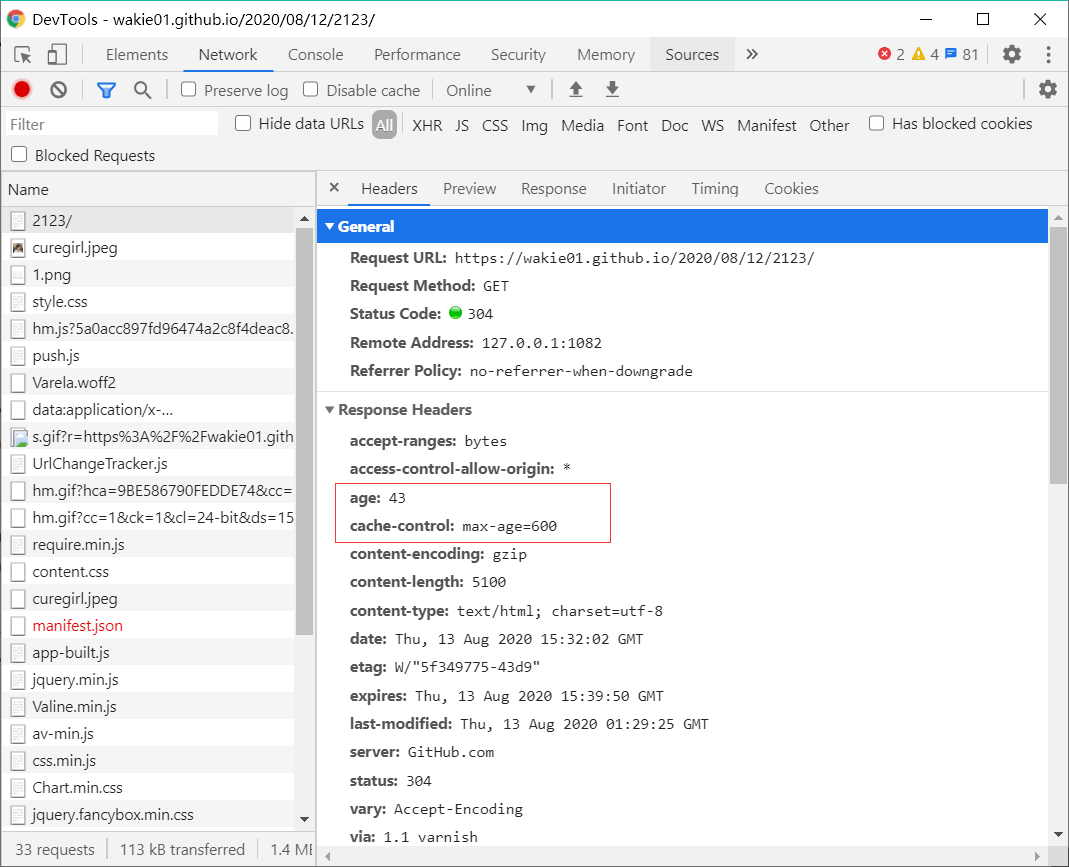 DevTools - wakie01.github.io/2020/08/12/2123/
Elements Network Console Performance Security Memory Sources » 2 4 81
Preserve log Disable cache Online
Filter Hide data URLs All XHR JS CSS Img Media Font Doc WS Manifest Other Has blocked cookies
Blocked Requests
Name
2123/
curegirl.jpeg
1.png
style.css
hm.js?5a0acc897fd96474a2c8f4deac8.
push.js
Varela.woff2
data:application/x-...
s.gif?r=https%3A%2F%2Fwakie01.gith
UrlChangeTracker.js
hm.gif?hca=9BE586790FEDDE74&cc=
hm.gif?cc=1&ck=1&cl=24-bit&ds=15
require.min.js
content.css
curegirl.jpeg
manifest.json
app-built.js
jquery.min.js
Valine.min.js
av-min.js
css.min.js
Chart.min.css
jquery.fancybox.min.css
33 requests 113 kB transferred 1.4 ME
× Headers Preview Response Initiator Timing Cookies
General
Request URL: https://wakie01.github.io/2020/08/12/2123/
Request Method: GET
Status Code: 304
Remote Address: 127.0.0.1:1082
Referrer Policy: no-referrer-when-downgrade
Response Headers
accept-ranges: bytes
access-control-allow-origin: *
age: 43
cache-control: max-age=600
content-encoding: gzip
content-length: 5100
content-type: text/html; charset=utf-8
date: Thu, 13 Aug 2020 15:32:02 GMT
etag: W/"5f349775-43d9"
expires: Thu, 13 Aug 2020 15:39:50 GMT
last-modified: Thu, 13 Aug 2020 01:29:25 GMT
server: GitHub.com
status: 304
vary: Accept-Encoding
via: 1.1 varnish